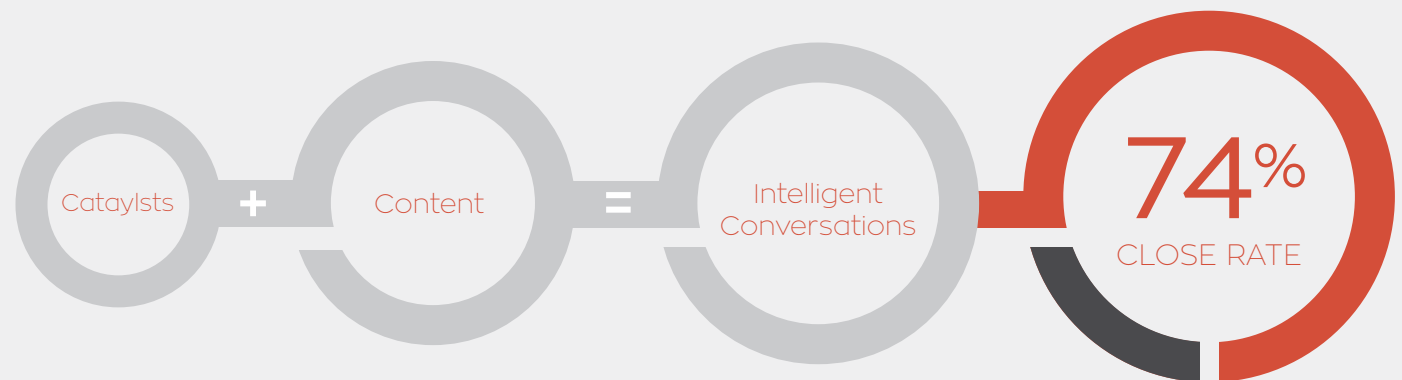 Cataylsts
+
Content
=
Intelligent
Conversations
74%
CLOSE RATE